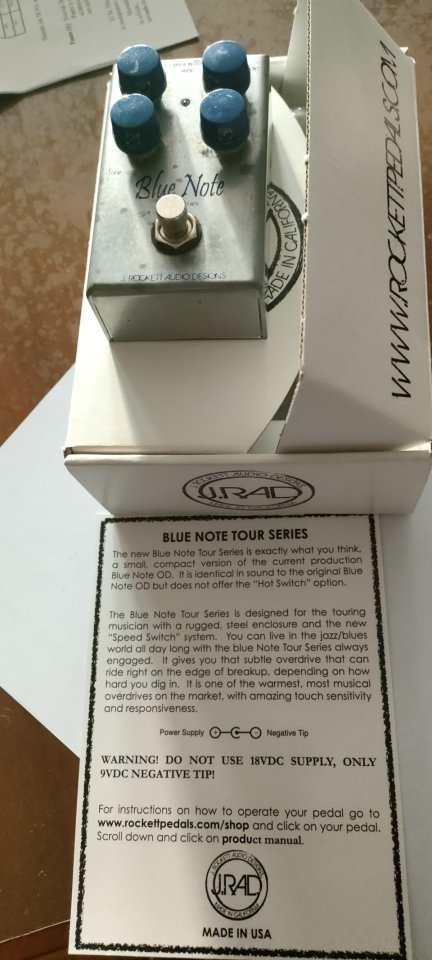 Blue Note
J. ROCKETT AUDIO DESIGNS
MADE IN CALIFORNI
WWW.ROCKETTPEDALS.COM
ROCKETT AUDIO DESIGNS
J.RAD
BLUE NOTE TOUR SERIES
The new Blue Note Tour Series is exactly what you think,
a small, compact version of the current production
Blue Note OD. It is identical in sound to the original Blue
Note OD but does not offer the "Hot Switch" option.
The Blue Note Tour Series is designed for the touring
musician with a rugged, steel enclosure and the new
"Speed Switch" system. You can live in the jazz/blues
world all day long with the blue Note Tour Series always
engaged. It gives you that subtle overdrive that can
ride right on the edge of breakup, depending on how
hard you dig in. It is one of the warmest, most musical
overdrives on the market, with amazing touch sensitivity
and responsiveness.
Power Supply + - Negative Tip
WARNING! DO NOT USE 18VDC SUPPLY, ONLY
9VDC NEGATIVE TIP!
For instructions on how to operate your pedal go to
www.rockettpedals.com/shop and click on your pedal.
Scroll down and click on product manual.
ROCKETT AUDIO DESIGNS
J.RAD
MADE IN CALIFORNIA
MADE IN USA